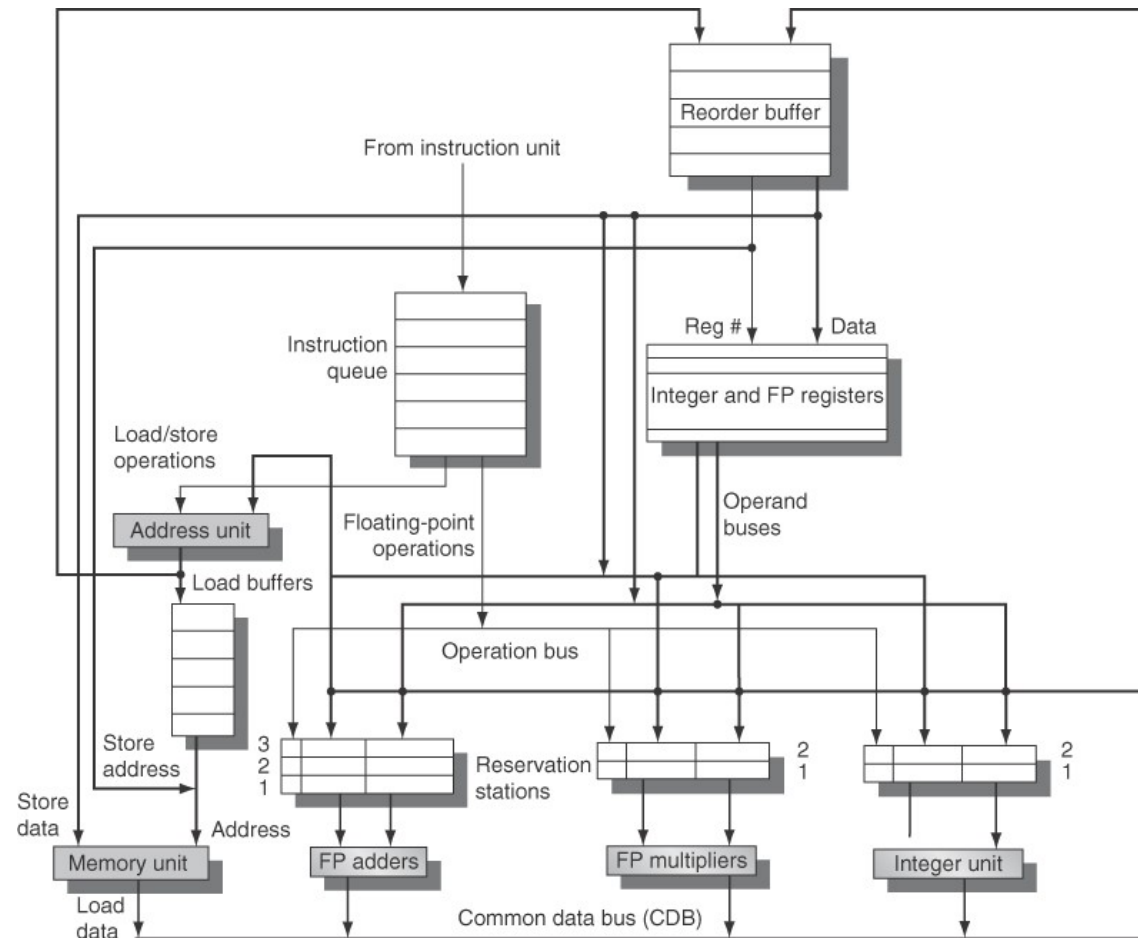 Reorder buffer
From instruction unit
Reg #
Data
Instruction
queue
Integer and FP registers
Load/store
operations
Operand
buses
Address unit
Floating-point
operations
Load buffers
Operation bus
Store
address
3
2
1
Reservation
stations
2
1
2
1
Store
data
Address
Memory unit
FP adders
FP multipliers
Integer unit
Load
data
Common data bus (CDB)